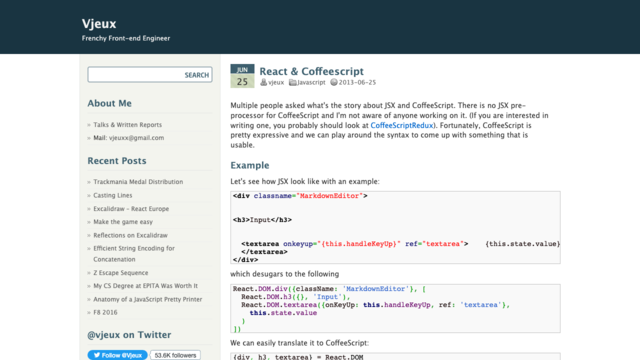 Vjeux
Frenchy Front-end Engineer
SEARCH
About Me
» Talks & Written Reports
» Mail: vjeuxx@gmail.com
Recent Posts
» Trackmania Medal Distribution
» Casting Lines
» Excalidraw – React Europe
» Make the game easy
» Reflections on Excalidraw
» Efficient String Encoding for
Concatenation
» Z Escape Sequence
» My CS Degree at EPITA Was Worth It
» Anatomy of a JavaScript Pretty Printer
» F8 2016
@vjeux on Twitter
Follow @Vjeux
53.6K followers
JUN
25
React & Coffeescript
vjeux Javascript 2013-06-25
Multiple people asked what's the story about JSX and CoffeeScript. There is no JSX pre-
processor for CoffeeScript and I'm not aware of anyone working on it. (If you are interested in
writing one, you probably should look at CoffeeScriptRedux). Fortunately, CoffeeScript is
pretty expressive and we can play around the syntax to come up with something that is
usable.
Example
Let's see how JSX look like with an example:
<div classname="MarkdownEditor">
<h3>Input</h3>
<textarea onkeyup="{this.handleKeyUp}" ref="textarea"> {this.state.value}
</textarea>
</div>
which desugars to the following
React.DOM.div({className: 'MarkdownEditor'}, [
React.DOM.h3({}, 'Input'),
React.DOM.textarea({onKeyUp: this.handleKeyUp, ref: 'textarea'},
this.state.value
)
])
We can easily translate it to CoffeeScript:
{div, h3, textarea} = React.DOM